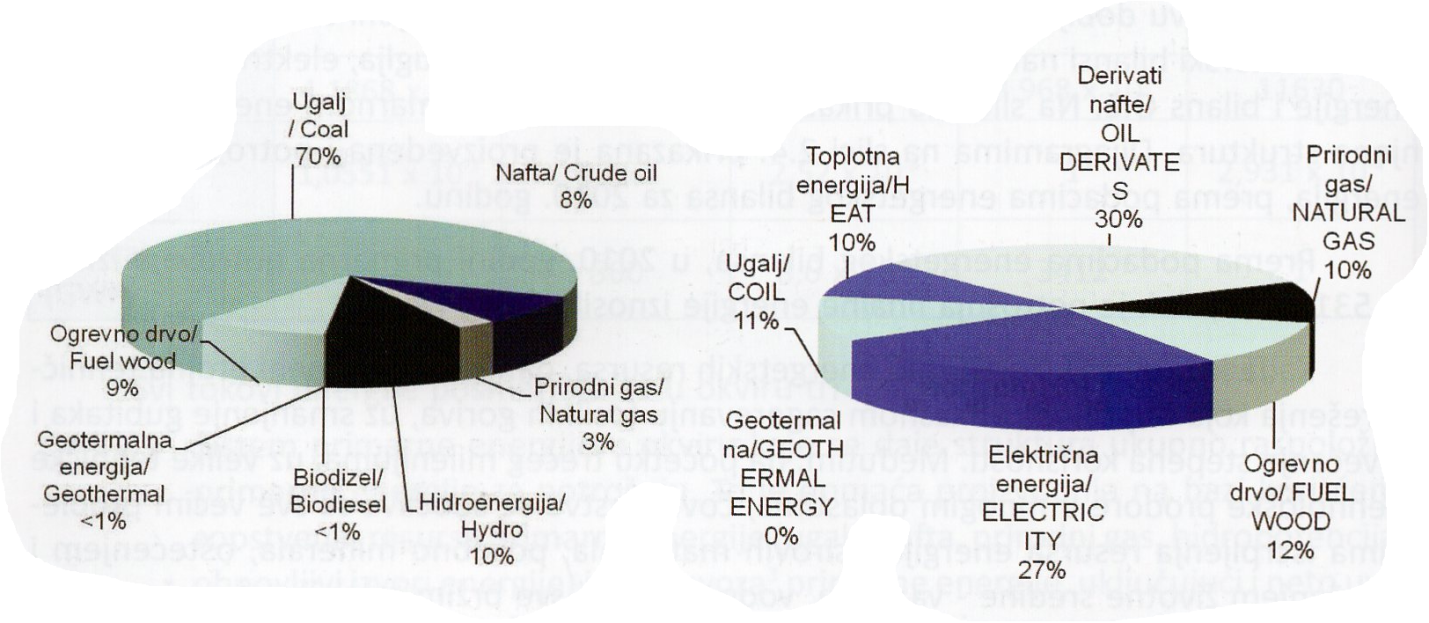 Ugalj
/ Coal
70%
Nafta/ Crude oil
8%
Ogrevno drvo/
Fuel wood
9%
Prirodni gas/
Natural gas
3%
Geotermalna
energija/
Geothermal
<1%
Biodizel/
Biodiesel
<1%
Hidroenergija/
Hydro
10%
Derivati
nafte/
OIL
DERIVATE
S
30%
Toplotna
energija/H
EAT
10%
Prirodni
gas/
NATURAL
GAS
10%
Ugalj/
COIL
11%
Geotermal
na/GEOTH
ERMAL
ENERGY
0%
Električna
energija/
ELECTRIC
ITY
27%
Ogrevno
drvo/ FUEL
WOOD
12%